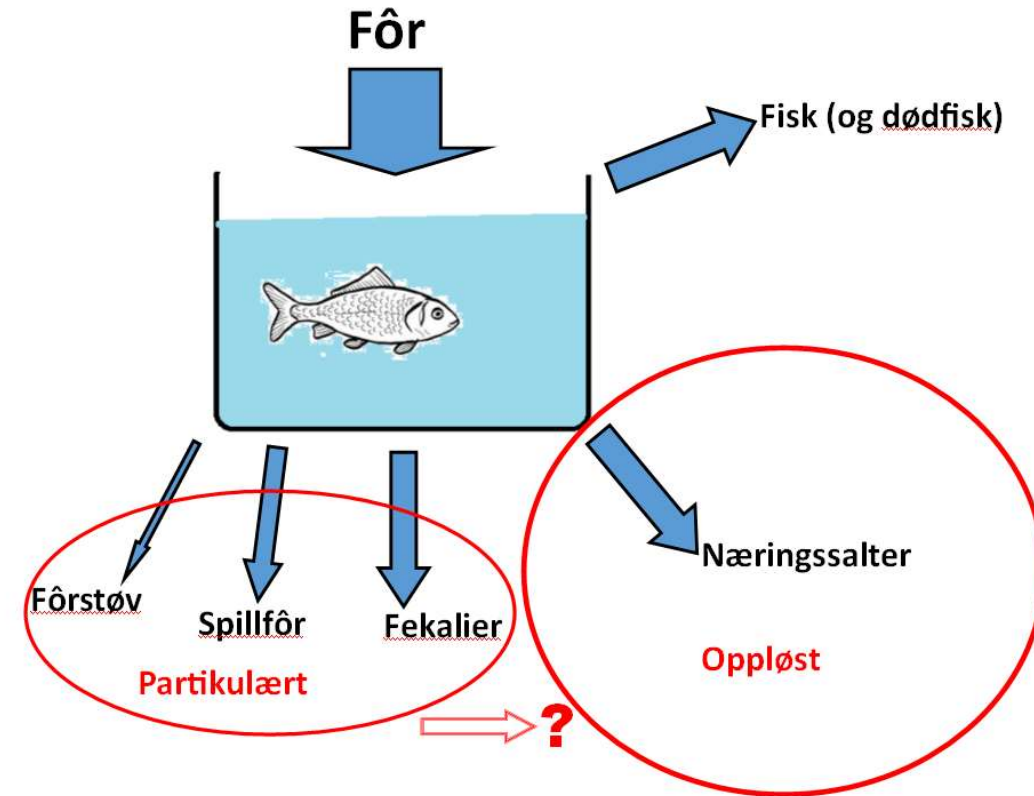 Fôr
Fisk (og dødfisk)
Fôrstøv
Spillfôr
Fekalier
Partikulært
Næringssalter
Oppløst
?